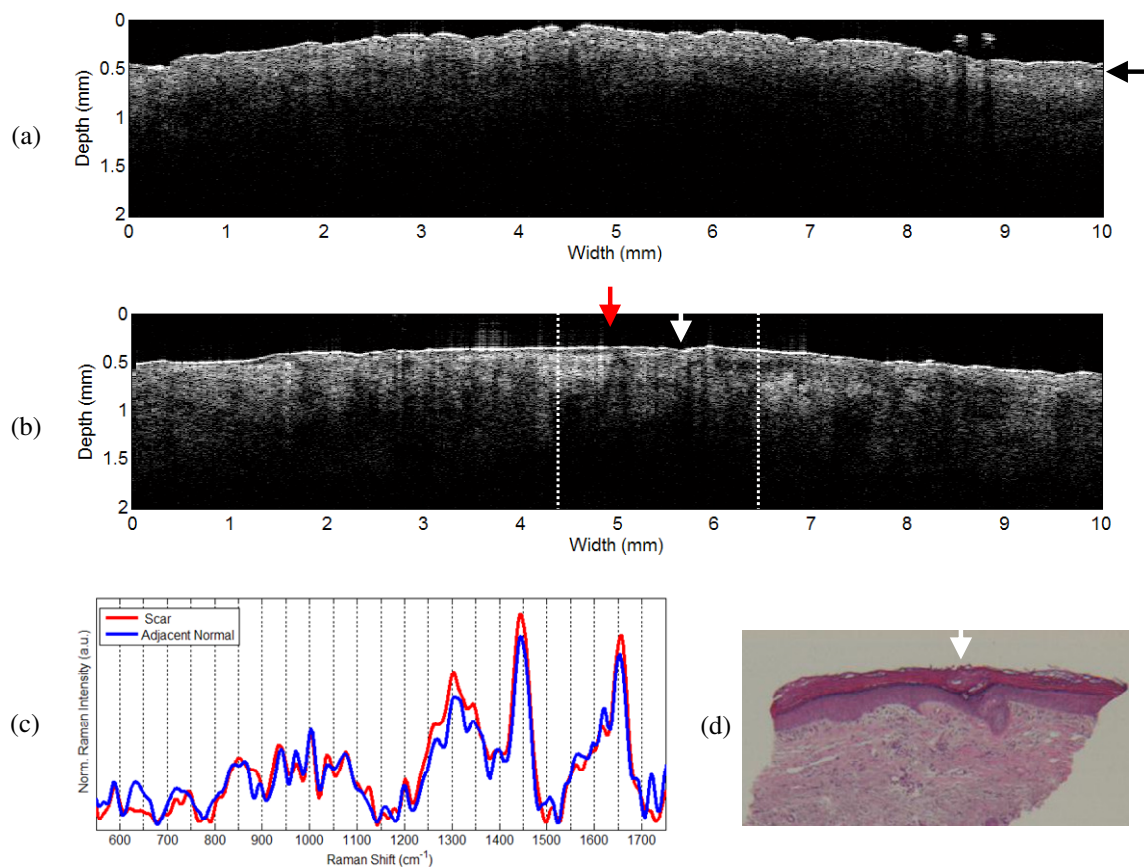 (a)
Depth (mm)
0
0.5
1
1.5
2
0 1 2 3 4 5 6 7 8 9 10
Width (mm)
(b)
Depth (mm)
0
0.5
1
1.5
2
0 1 2 3 4 5 6 7 8 9 10
Width (mm)
(c)
Norm. Raman Intensity (a.u.)
Scar
Adjacent Normal
600 700 800 900 1000 1100 1200 1300 1400 1500 1600 1700
Raman Shift (cm⁻¹)
(d)